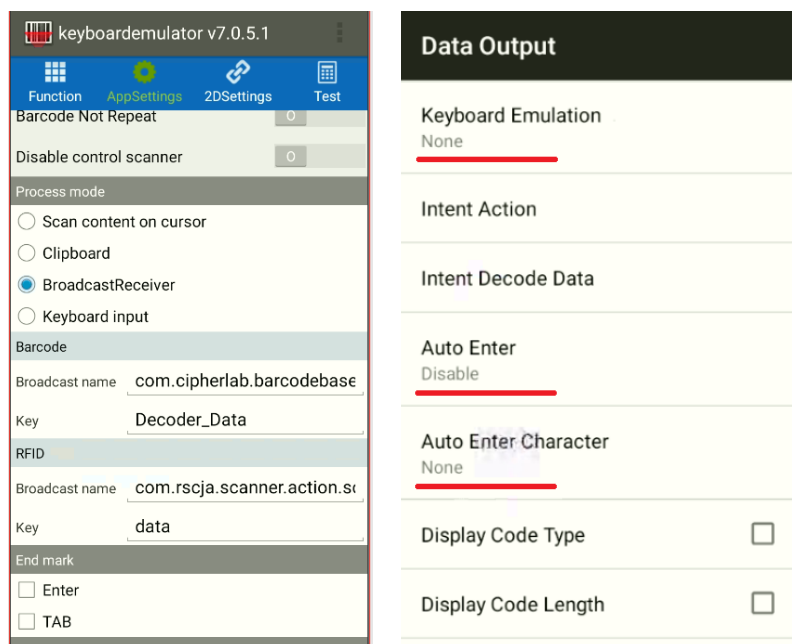 keyboardemulator v7.0.5.1
Function AppSettings 2DSettings Test
Barcode Not Repeat O
Disable control scanner O
Process mode
Scan content on cursor
Clipboard
BroadcastReceiver
Keyboard input
Barcode
Broadcast name com.cipherlab.barcodebase
Key Decoder_Data
RFID
Broadcast name com.rscja.scanner.action.sc
Key data
End mark
Enter
TAB
Data Output
Keyboard Emulation
None
Intent Action
Intent Decode Data
Auto Enter
Disable
Auto Enter Character
None
Display Code Type
Display Code Length